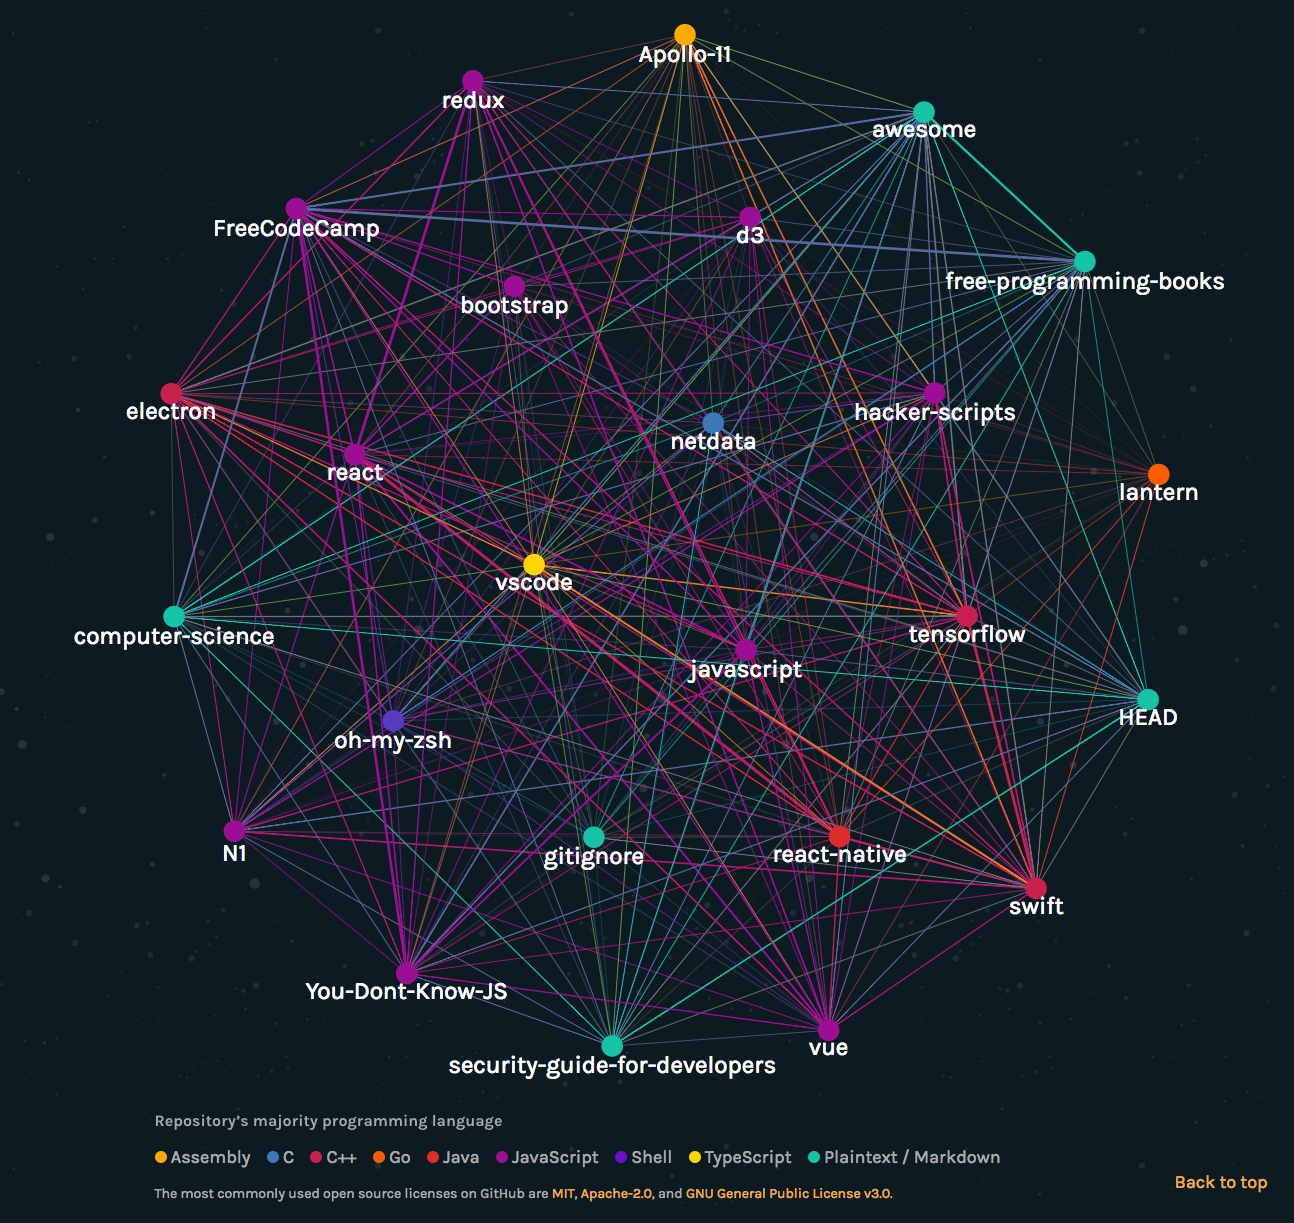 Apollo-11
redux
awesome
FreeCodeCamp
d3
free-programming-books
bootstrap
electron
hacker-scripts
netdata
react
lantern
vscode
computer-science
tensorflow
javascript
HEAD
oh-my-zsh
N1
gitignore
react-native
swift
You-Dont-Know-JS
vue
security-guide-for-developers
Repository's majority programming language
Assembly C C++ Go Java JavaScript Shell TypeScript Plaintext / Markdown
Back to top
The most commonly used open source licenses on GitHub are MIT, Apache-2.0, and GNU General Public License v3.0.